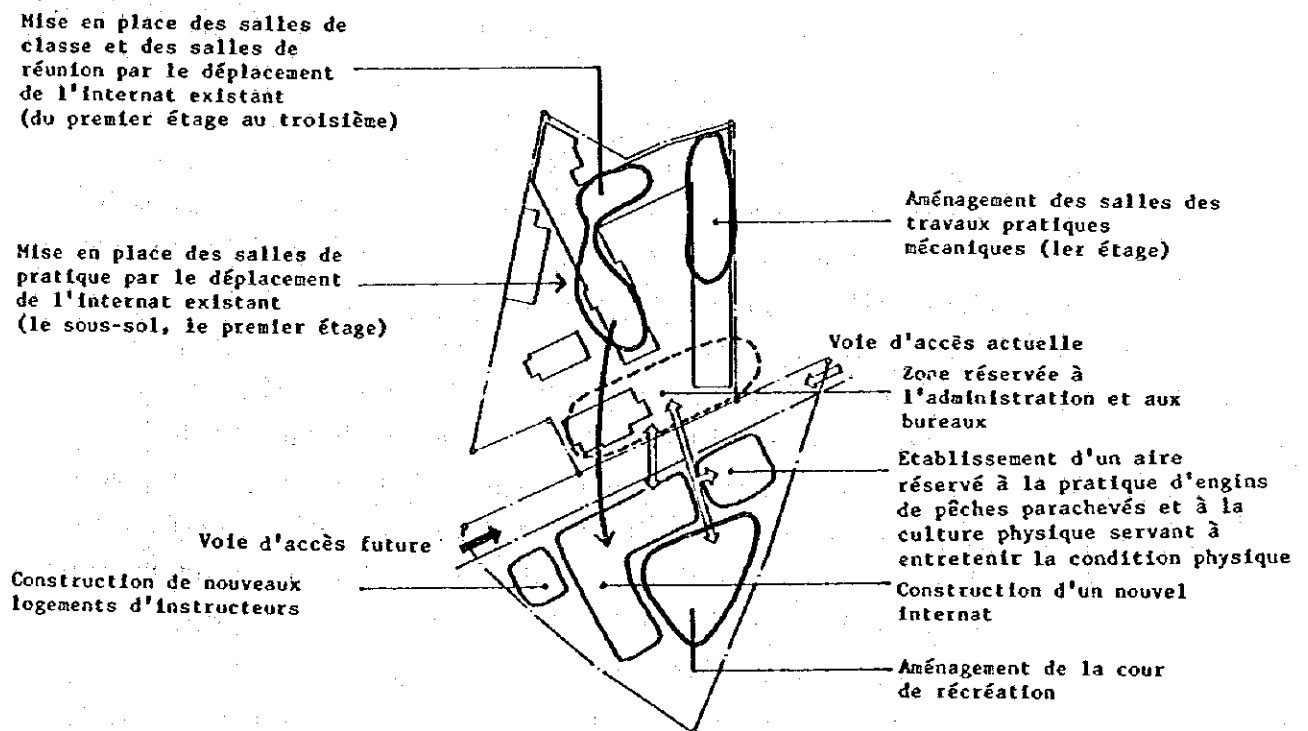 Mise en place des salles de
classe et des salles de
réunion par le déplacement
de l'internat existant
(du premier étage au troisième)
Mise en place des salles de
pratique par le déplacement
de l'internat existant
(le sous-sol, le premier étage)
Aménagement des salles des
travaux pratiques
mécaniques (ler étage)
Voie d'accès actuelle
Zone réservée à
l'administration et aux
bureaux
Etablissement d'un aire
réservé à la pratique d'engins
de pêches parachevés et à la
culture physique servant à
entretenir la condition physique
Voie d'accès future
Construction de nouveaux
logements d'instructeurs
Construction d'un nouvel
internat
Aménagement de la cour
de récréation